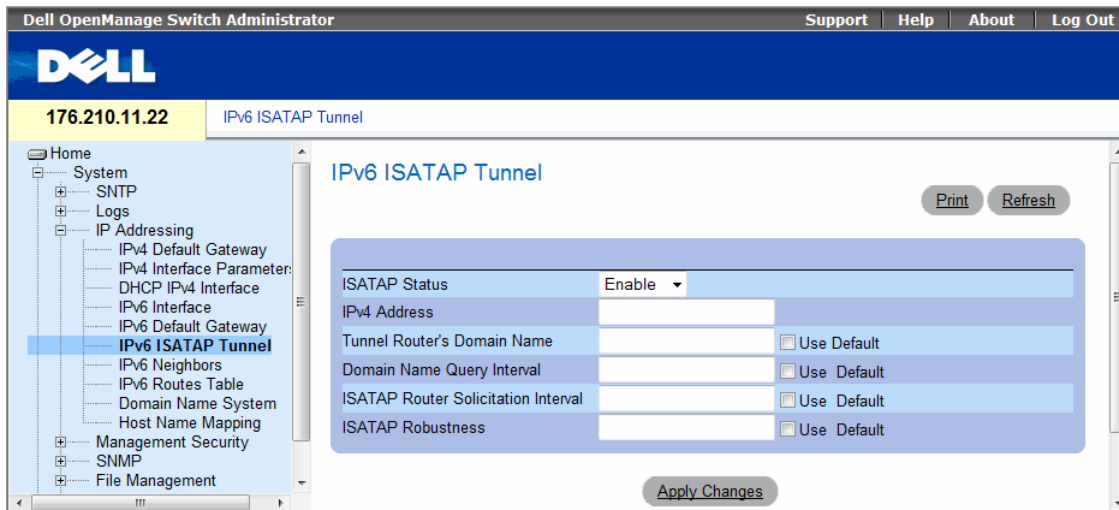 Dell OpenManage Switch Administrator
Support
Help
About
Log Out
DELL
176.210.11.22
IPv6 ISATAP Tunnel
Home
System
SNTP
Logs
IP Addressing
IPv4 Default Gateway
IPv4 Interface Parameter
DHCP IPv4 Interface
IPv6 Interface
IPv6 Default Gateway
IPv6 ISATAP Tunnel
IPv6 Neighbors
IPv6 Routes Table
Domain Name System
Host Name Mapping
Management Security
SNMP
File Management
IPv6 ISATAP Tunnel
Print
Refresh
ISATAP Status
Enable
IPv4 Address
Tunnel Router's Domain Name
Use Default
Domain Name Query Interval
Use Default
ISATAP Router Solicitation Interval
Use Default
ISATAP Robustness
Use Default
Apply Changes